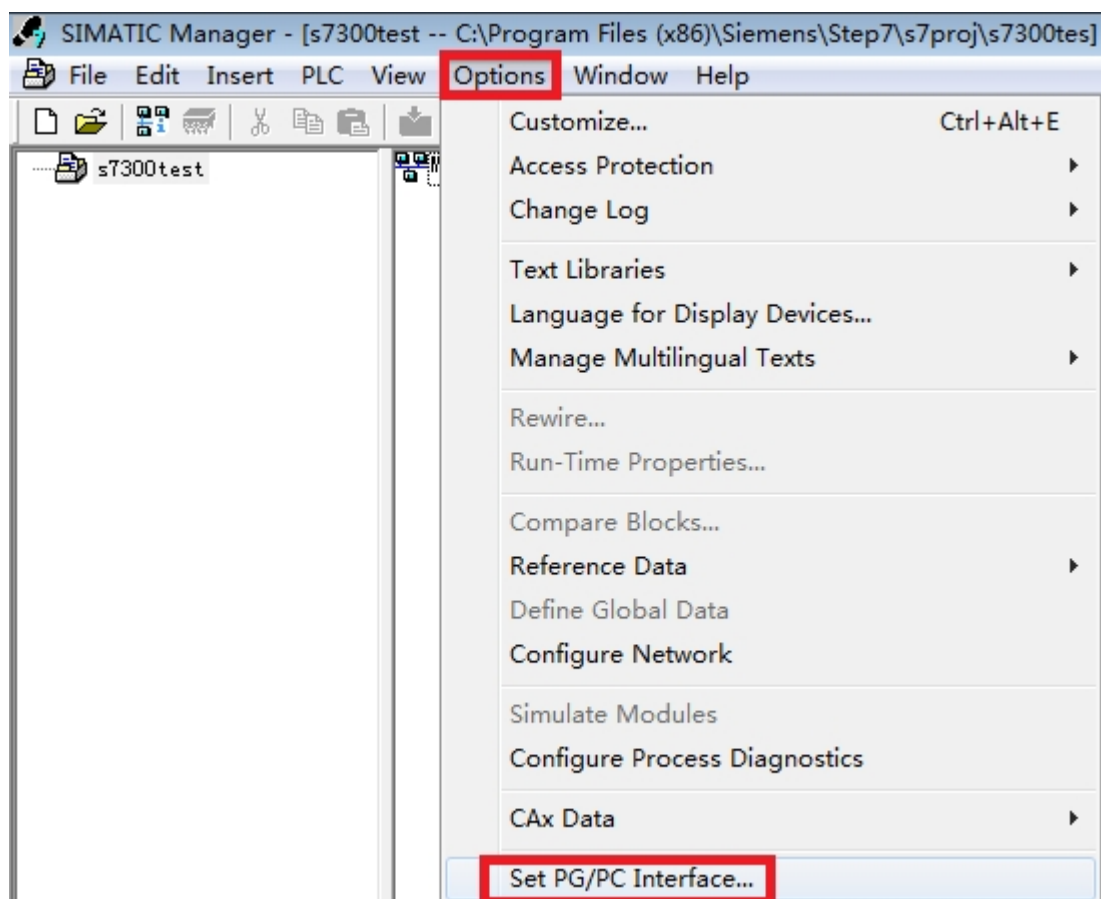 SIMATIC Manager - [s7300test -- C:\Program Files (x86)\Siemens\Step7\s7proj\s7300tes]
File Edit Insert PLC View Options Window Help
Customize... Ctrl+Alt+E
s7300test
Access Protection
Change Log
Text Libraries
Language for Display Devices...
Manage Multilingual Texts
Rewire...
Run-Time Properties...
Compare Blocks...
Reference Data
Define Global Data
Configure Network
Simulate Modules
Configure Process Diagnostics
CAx Data
Set PG/PC Interface...